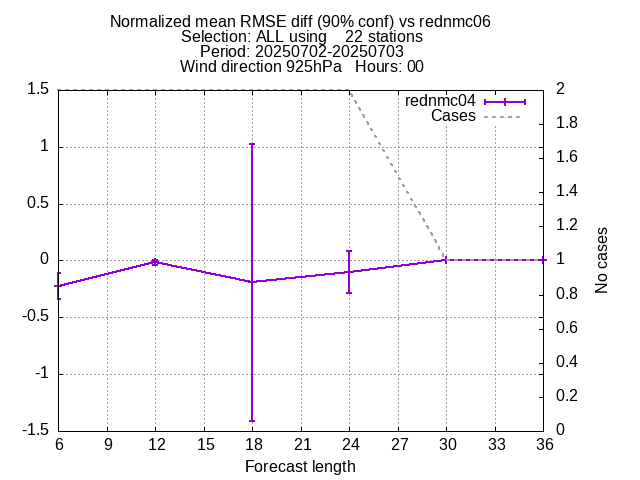 Normalized mean RMSE diff (90% conf) vs rednmc06
Selection: ALL using    22 stations
Period: 20250702-20250703
Wind direction 925hPa   Hours: 00
rednmc04
Cases
1.5
1
0.5
0
-0.5
-1
-1.5
2
1.8
1.6
1.4
1.2
1
0.8
0.6
0.4
0.2
0
No cases
6 9 12 15 18 21 24 27 30 33 36
Forecast length